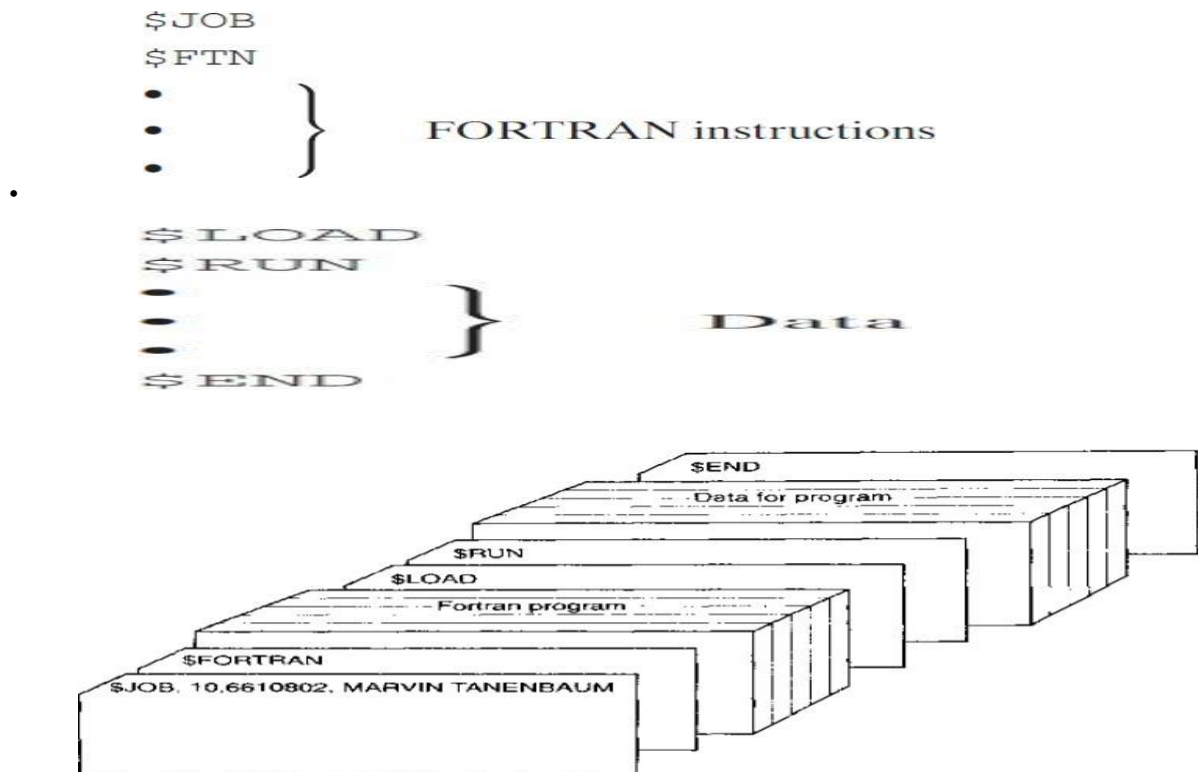 $JOB
$FTN
•
•
•
FORTRAN instructions
•
$LOAD
$RUN
•
•
•
Data
$END
$END
Data for program
$RUN
$LOAD
Fortran program
$FORTRAN
$JOB, 10,6610802, MARVIN TANENBAUM